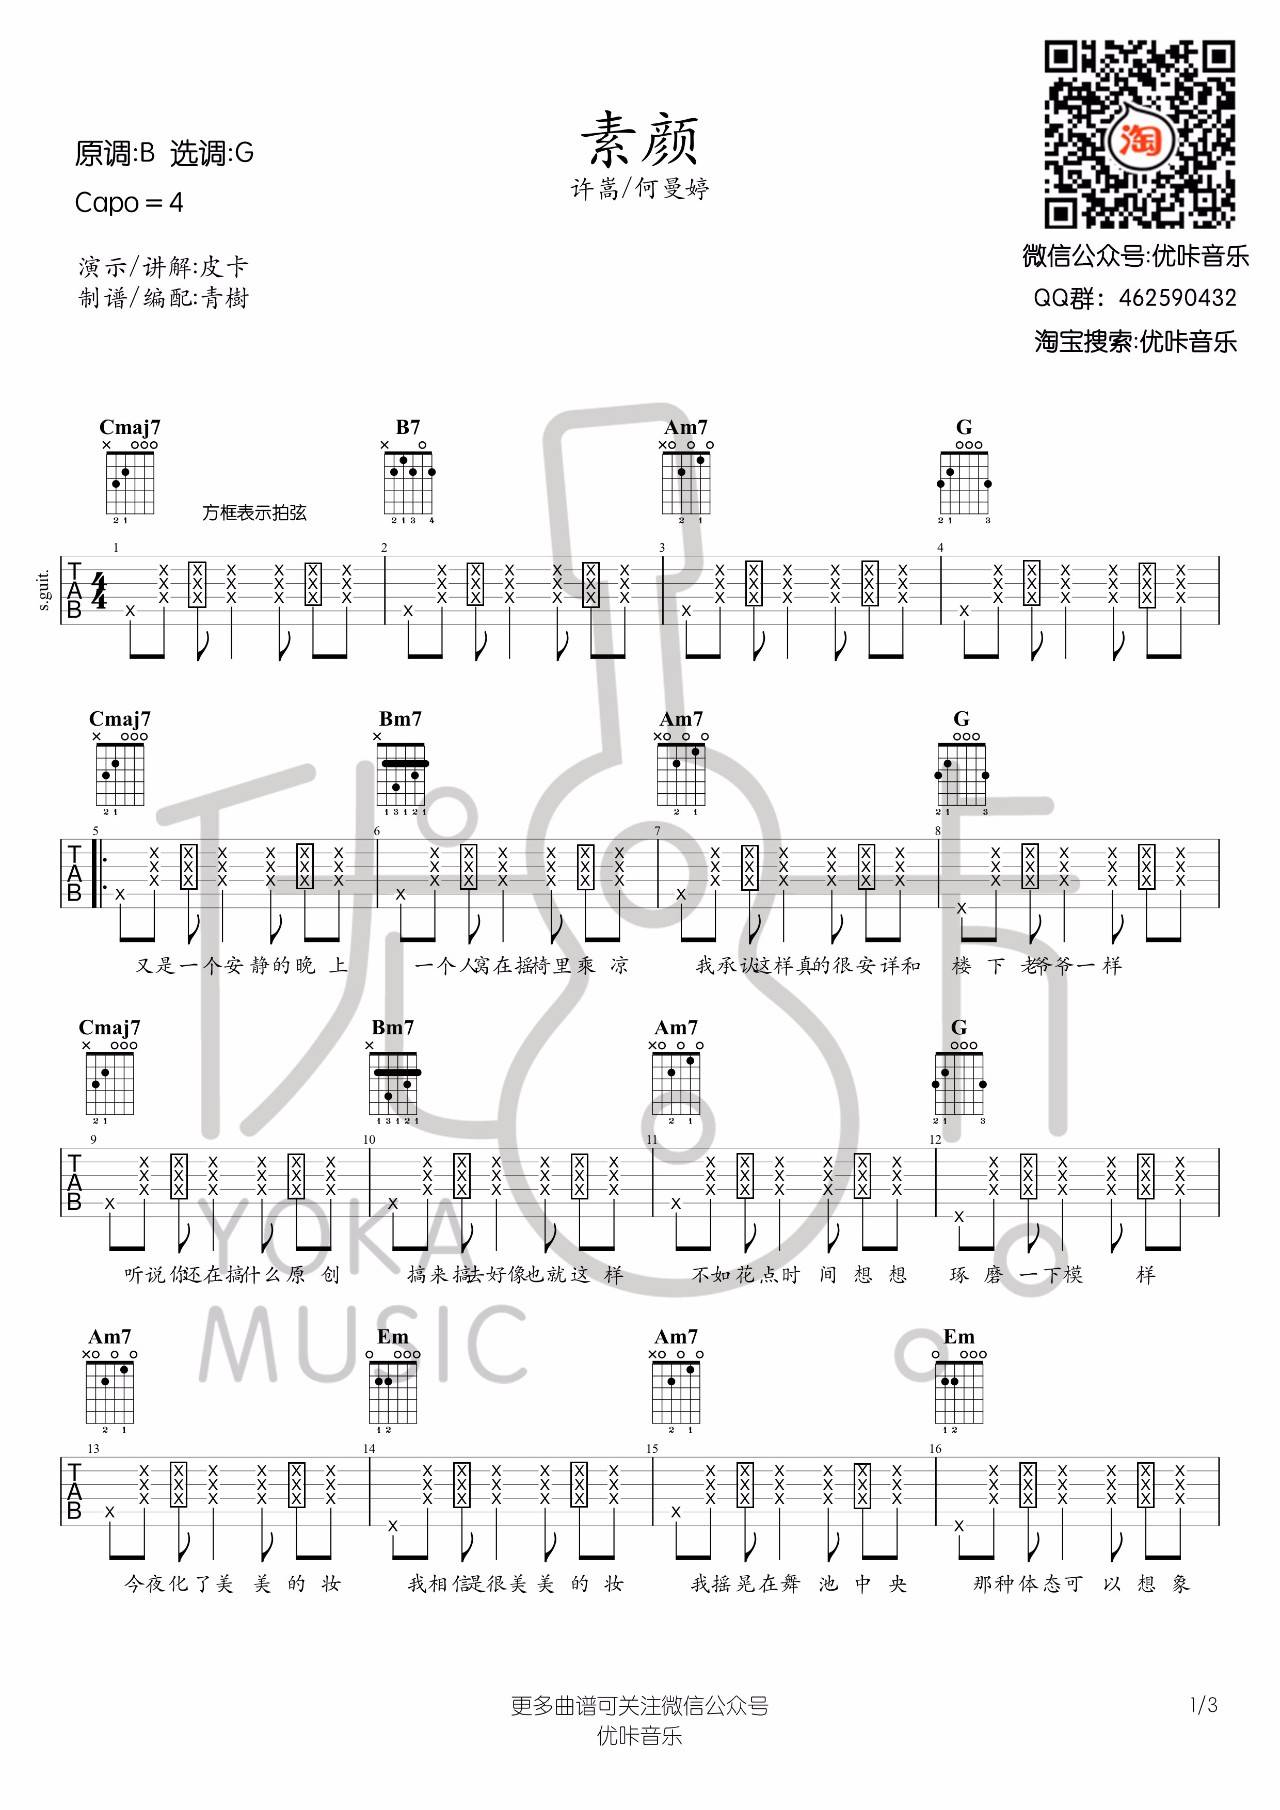 素颜
许嵩/何曼婷
原调:B 选调:G
Capo=4
演示/讲解:皮卡
制谱/编配:青樹
淘
微信公众号:优咔音乐
QQ群：462590432
淘宝搜索:优咔音乐
Cmaj7 B7 Am7 G
方框表示拍弦
s.guit.
1 2 3 4
TAB 4/4
Cmaj7 Bm7 Am7 G
5 6 7 8
TAB
又是一个安静的晚上 一个人窝在摇椅里乘凉 我承认这样真的很安详和 楼下老爷爷一样
Cmaj7 Bm7 Am7 G
9 10 11 12
TAB
听说你还在搞什么原创 搞来搞去好像也就这样 不如花点时间想想 琢磨一下模样
Am7 Em Am7 Em
13 14 15 16
TAB
今夜化了美美的妆 我相信是很美美的妆 我摇晃在舞池中央 那种体态可以想象
优咔
YOKA
MUSIC
更多曲谱可关注微信公众号
优咔音乐
1/3